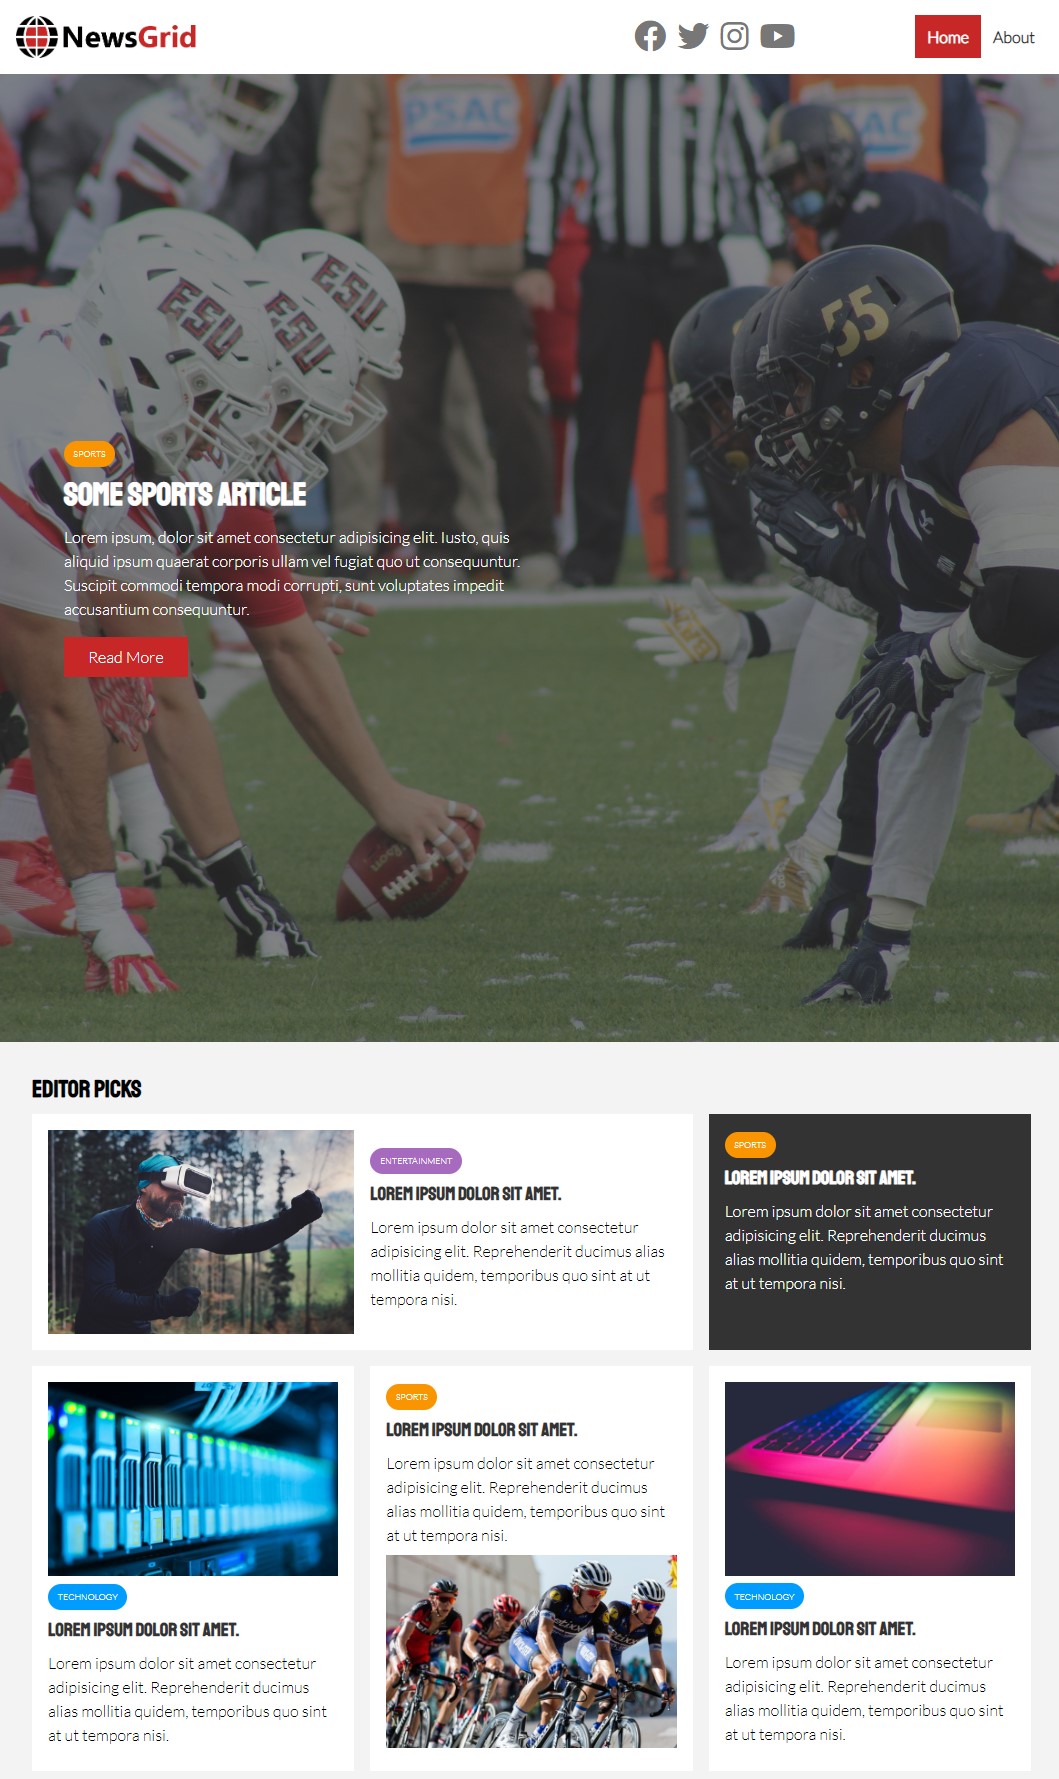 NewsGrid
Home
About
PSAC
AC
ESU
ESU
ESU
55
SPORTS
SOME SPORTS ARTICLE
Lorem ipsum, dolor sit amet consectetur adipisicing elit. Iusto, quis
aliquid ipsum quaerat corporis ullam vel fugiat quo ut consequuntur.
Suscipit commodi tempora modi corrupti, sunt voluptates impedit
accusantium consequuntur.
Read More
EDITOR PICKS
ENTERTAINMENT
LOREM IPSUM DOLOR SIT AMET.
Lorem ipsum dolor sit amet consectetur
adipisicing elit. Reprehenderit ducimus alias
mollitia quidem, temporibus quo sint at ut
tempora nisi.
SPORTS
LOREM IPSUM DOLOR SIT AMET.
Lorem ipsum dolor sit amet consectetur
adipisicing elit. Reprehenderit ducimus
alias mollitia quidem, temporibus quo sint
at ut tempora nisi.
TECHNOLOGY
LOREM IPSUM DOLOR SIT AMET.
Lorem ipsum dolor sit amet consectetur
adipisicing elit. Reprehenderit ducimus
alias mollitia quidem, temporibus quo sint
at ut tempora nisi.
SPORTS
LOREM IPSUM DOLOR SIT AMET.
Lorem ipsum dolor sit amet consectetur
adipisicing elit. Reprehenderit ducimus
alias mollitia quidem, temporibus quo sint
at ut tempora nisi.
TECHNOLOGY
LOREM IPSUM DOLOR SIT AMET.
Lorem ipsum dolor sit amet consectetur
adipisicing elit. Reprehenderit ducimus
alias mollitia quidem, temporibus quo sint
at ut tempora nisi.